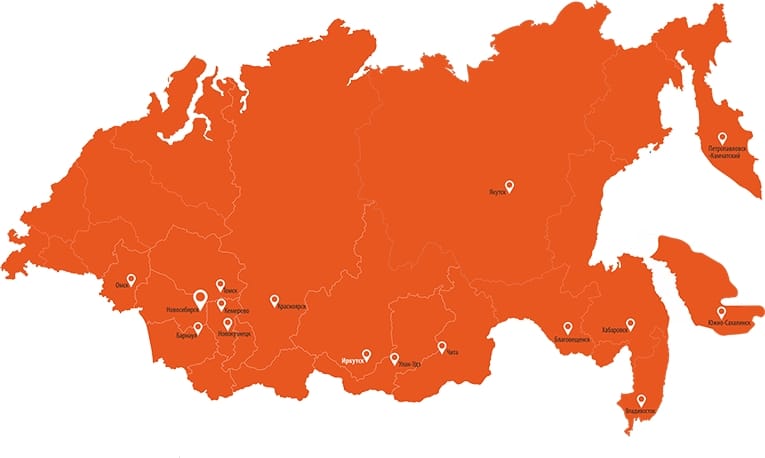 Петропавловск
-Камчатский
Якутск
Омск
Томск
Новосибирск
Кемерово
Красноярск
Барнаул
Новокузнецк
Иркутск
Улан-Удэ
Чита
Благовещенск
Хабаровск
Южно-Сахалинск
Владивосток